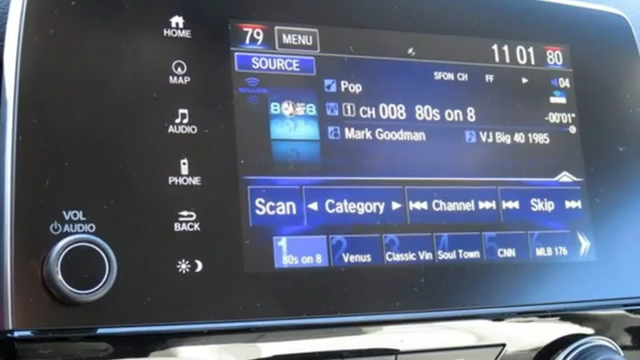 HOME
MAP
AUDIO
PHONE
BACK
VOL
AUDIO
79 MENU 11 01 80
SOURCE SFON CH FF 04
Pop
80s8
1 CH 008 80s on 8 -00'01"
Mark Goodman VJ Big 40 1985
Scan Category Channel Skip
1 2 3 4 5 6
80s on 8 Venus Classic Vin Soul Town CNN MLB 176